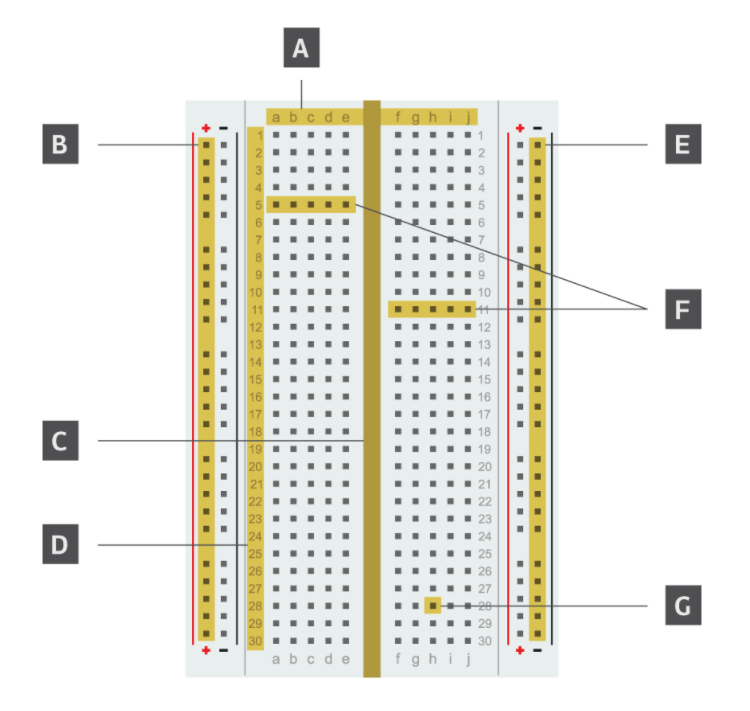 A
a b c d e f g h i j
+ − + −
1 1
B E
2 2
3 3
4 4
5 5
6 6
7 7
8 8
9 9
10 10
11 11 F
12 12
13 13
14 14
15 15
16 16
17 17
18 18
C
19 19
20 20
21 21
22 22
23 23
24 24
D
25 25
26 26
27 27
28 28 G
29 29
30 30
+ − + −
a b c d e f g h i j